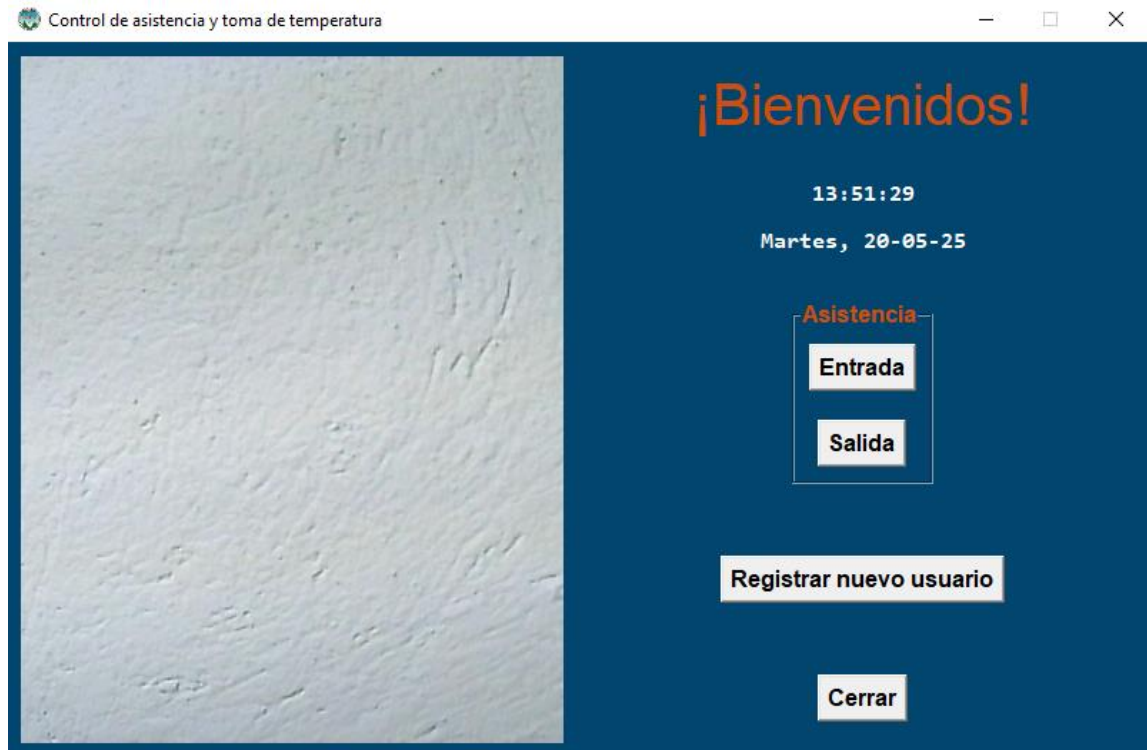 Control de asistencia y toma de temperatura
¡Bienvenidos!
13:51:29
Martes, 20-05-25
Asistencia
Entrada
Salida
Registrar nuevo usuario
Cerrar